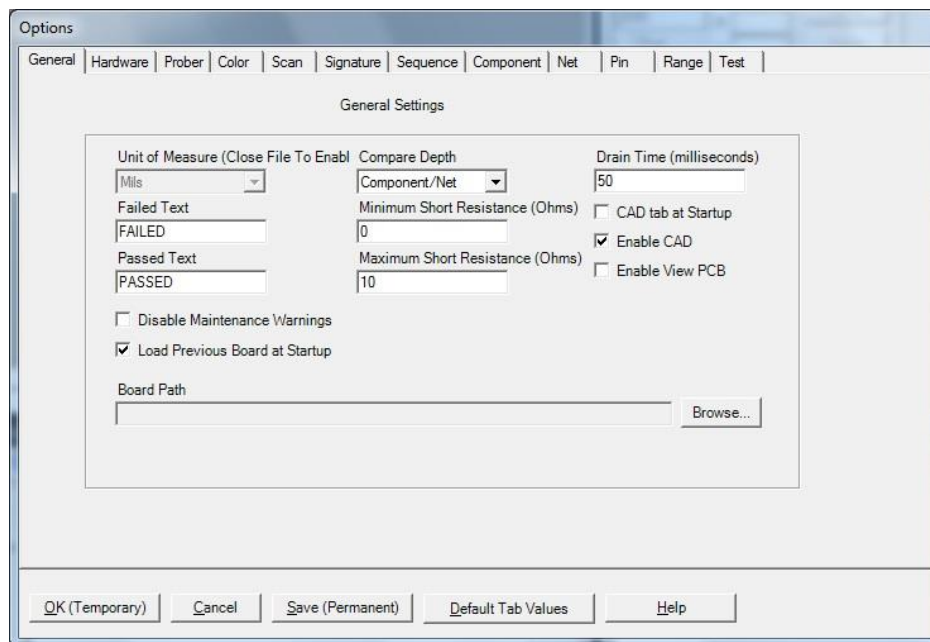 Options
General Hardware Prober Color Scan Signature Sequence Component Net Pin Range Test
General Settings
Unit of Measure (Close File To Enabl
Mils
Failed Text
FAILED
Passed Text
PASSED
Compare Depth
Component/Net
Minimum Short Resistance (Ohms)
0
Maximum Short Resistance (Ohms)
10
Drain Time (milliseconds)
50
CAD tab at Startup
Enable CAD
Enable View PCB
Disable Maintenance Warnings
Load Previous Board at Startup
Board Path
Browse...
OK (Temporary) Cancel Save (Permanent) Default Tab Values Help